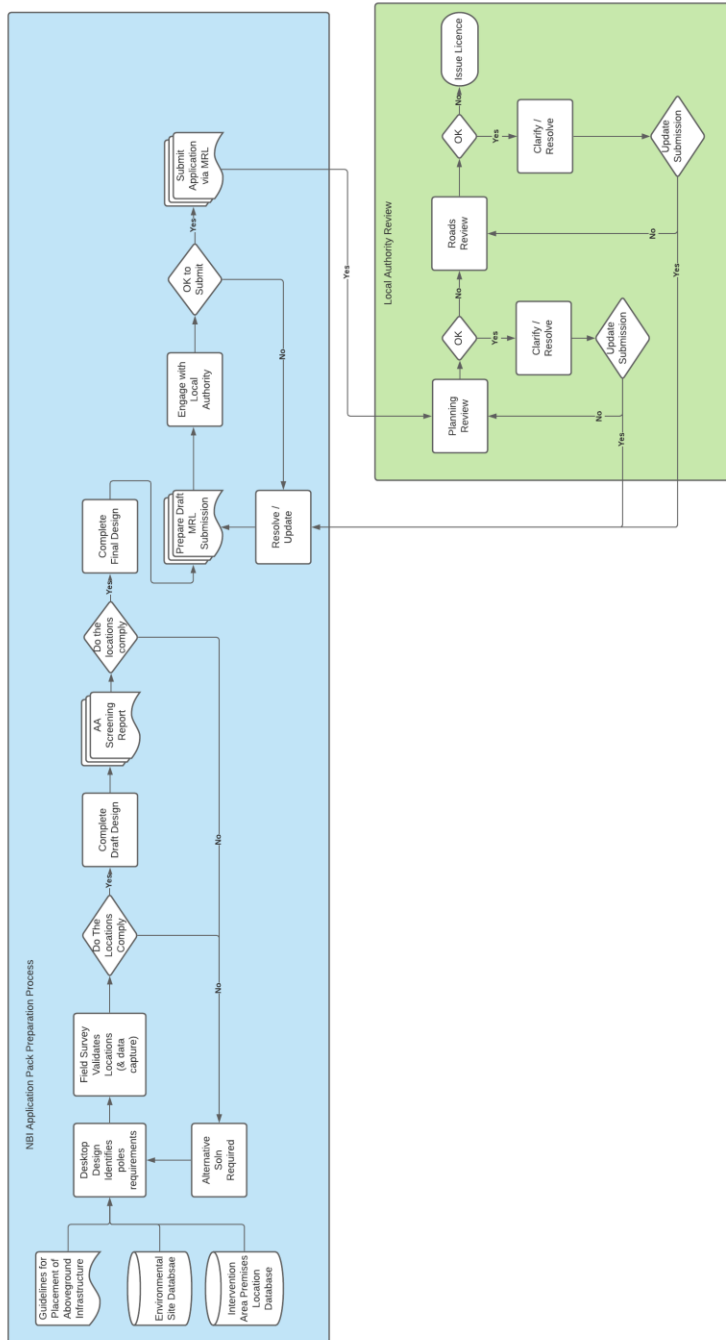 NBI Application Pack Preparation Process
Guidelines for
Placement of
Aboveground
Infrastructure
Environmental
Site Databsae
Intervention
Area Premises
Location
Database
Desktop
Design
Identifies
poles
requirements
Alternative
Soln
Required
Field Survey
Validates
Locations
(& data
capture)
Do The
Locations
Comply
Yes
No
Complete
Draft Design
AA
Screening
Report
Do the
locations
comply
Yes
No
Complete
Final Design
Prepare Draft
MRL
Submission
Resolve /
Update
Engage with
Local
Authority
OK to
Submit
Yes
No
Submit
Application
via MRL
Yes
Local Authority Review
Planning
Review
OK
No
Yes
Clarify /
Resolve
Update
Submission
No
Yes
Roads
Review
OK
No
Yes
Clarify /
Resolve
Update
Submission
No
Yes
Issue Licence